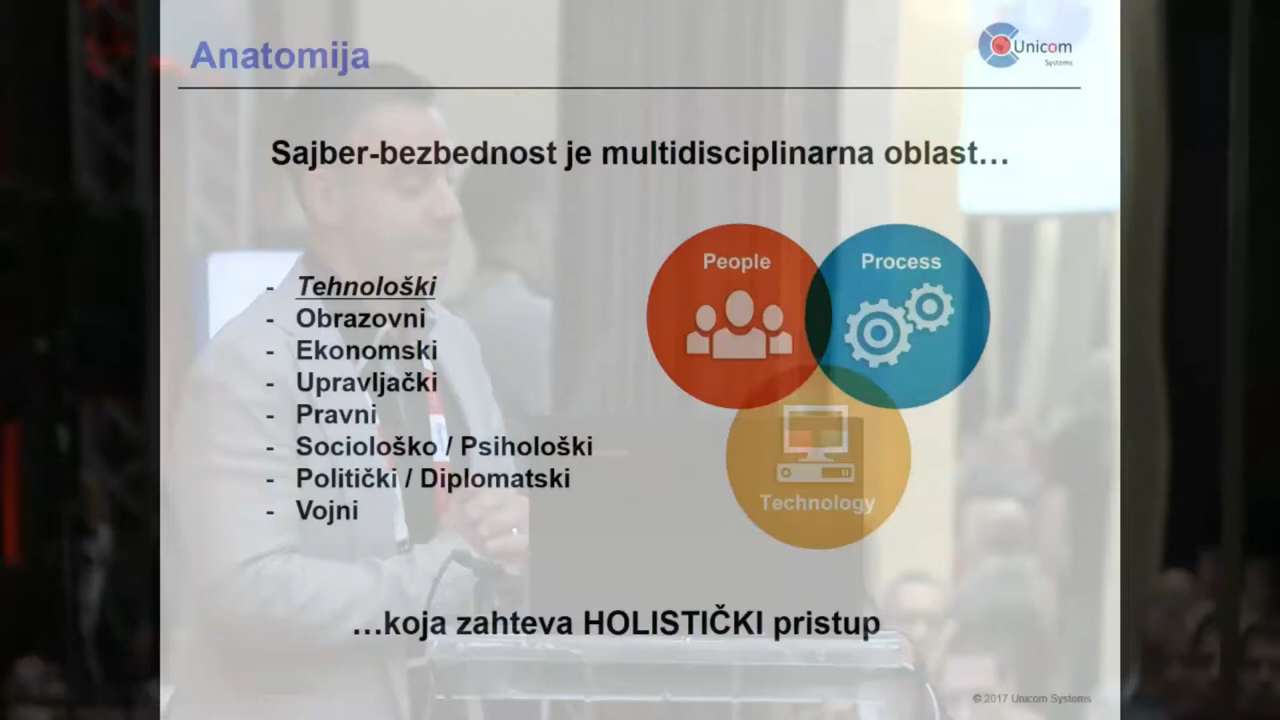 Anatomija
Unicom
Systems
Sajber-bezbednost je multidisciplinarna oblast…
- Tehnološki
- Obrazovni
- Ekonomski
- Upravljački
- Pravni
- Sociološko / Psihološki
- Politički / Diplomatski
- Vojni
People
Process
Technology
…koja zahteva HOLISTIČKI pristup
© 2017 Unicom Systems